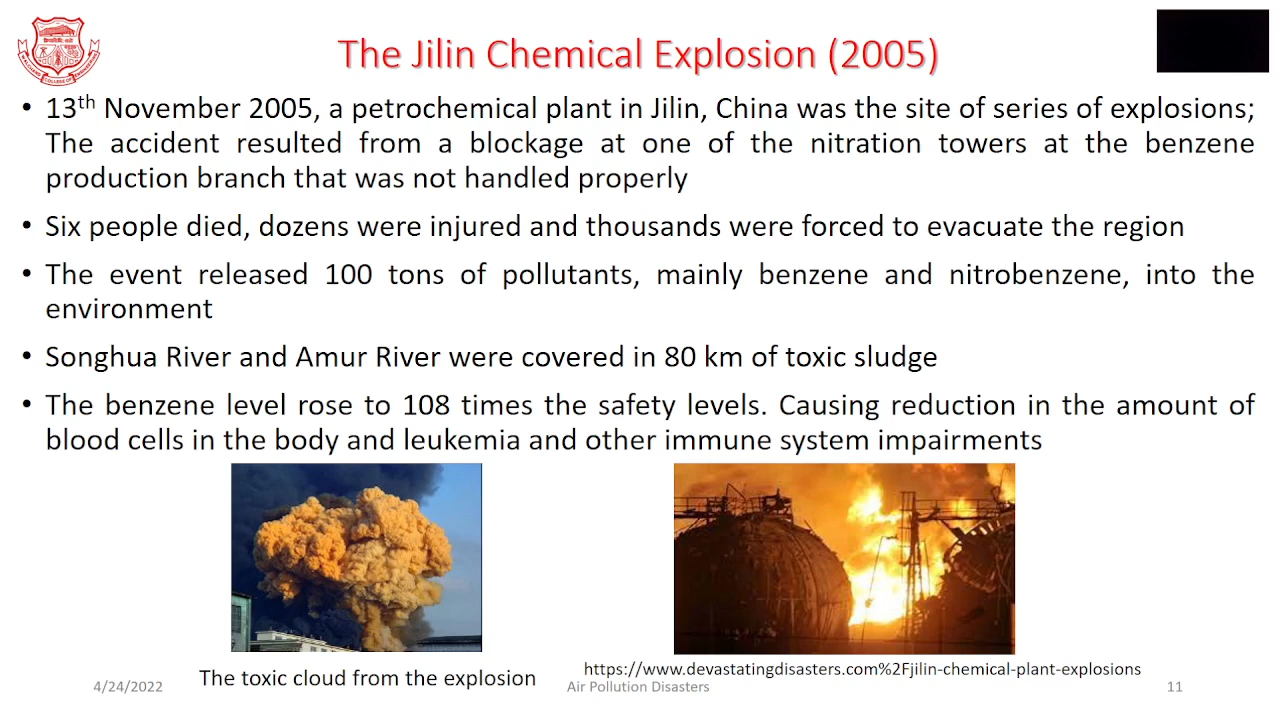 The Jilin Chemical Explosion (2005)
• 13th November 2005, a petrochemical plant in Jilin, China was the site of series of explosions;
The accident resulted from a blockage at one of the nitration towers at the benzene
production branch that was not handled properly
• Six people died, dozens were injured and thousands were forced to evacuate the region
• The event released 100 tons of pollutants, mainly benzene and nitrobenzene, into the
environment
• Songhua River and Amur River were covered in 80 km of toxic sludge
• The benzene level rose to 108 times the safety levels. Causing reduction in the amount of
blood cells in the body and leukemia and other immune system impairments
The toxic cloud from the explosion
https://www.devastatingdisasters.com%2Fjilin-chemical-plant-explosions
4/24/2022
Air Pollution Disasters
11